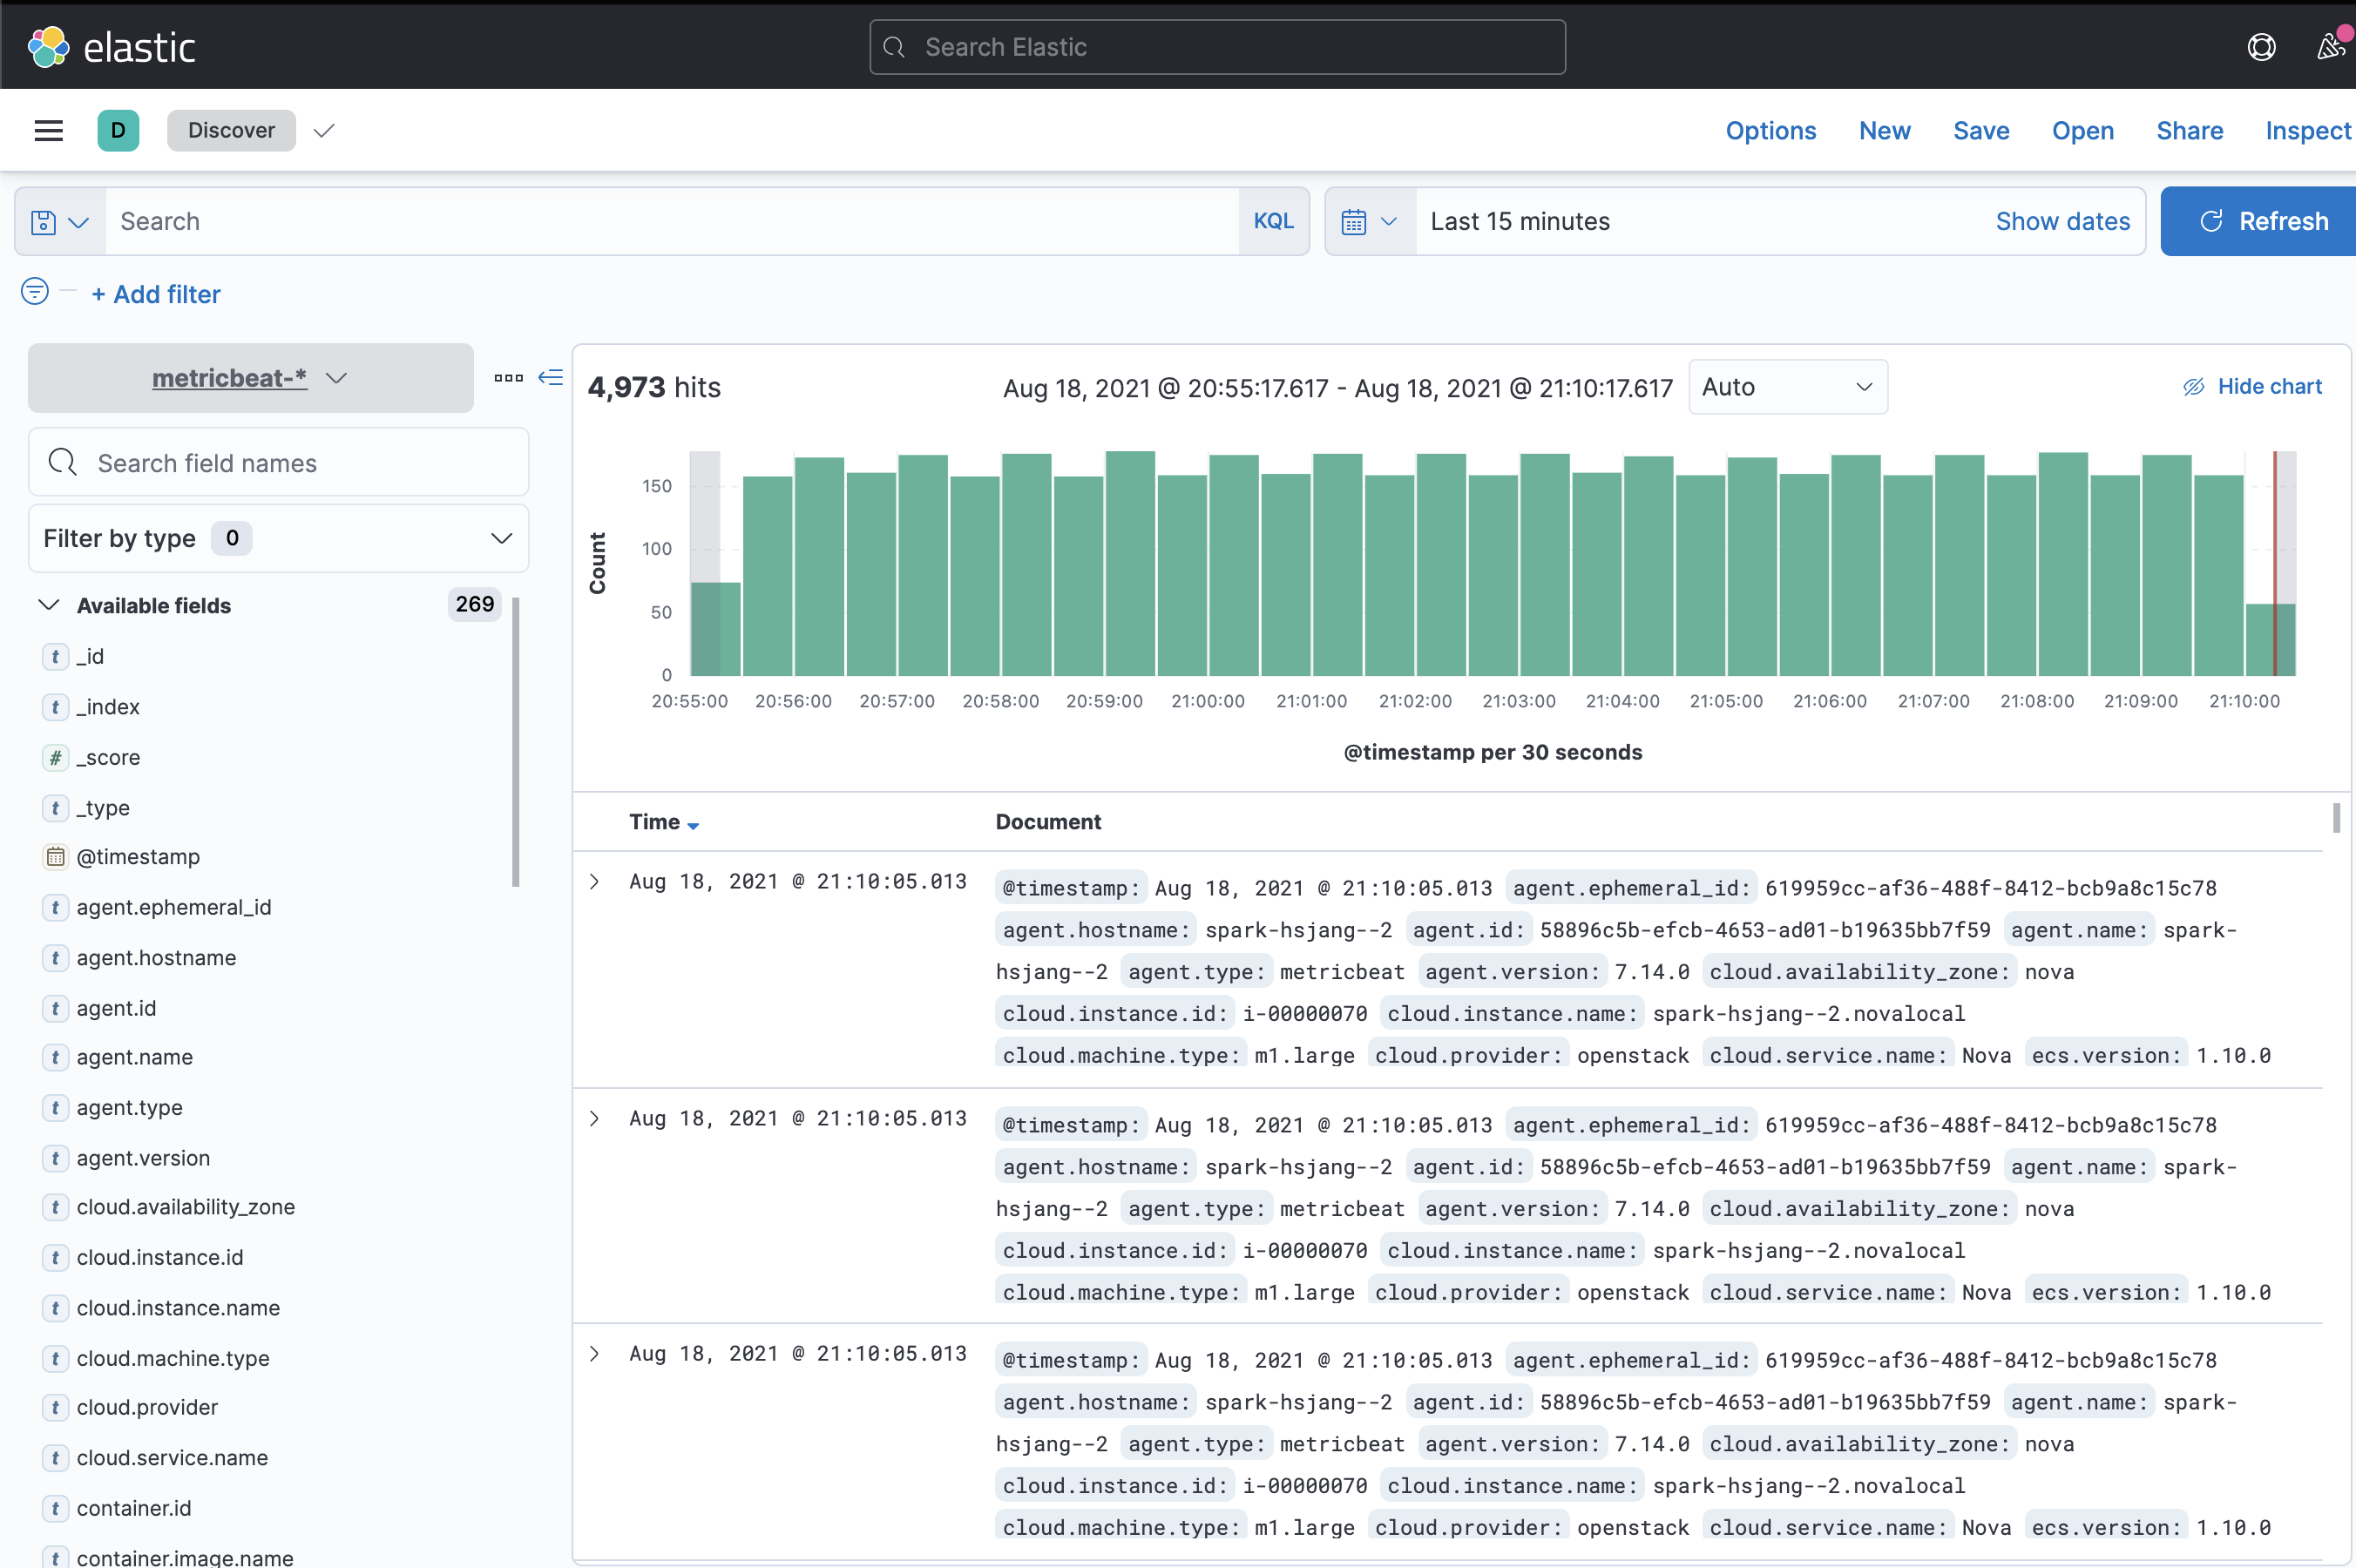 elastic
Search Elastic
D
Discover
Options New Save Open Share Inspect
Search
KQL
Last 15 minutes
Show dates
Refresh
+ Add filter
metricbeat-*
Search field names
Filter by type 0
Available fields 269
t _id
t _index
# _score
t _type
@timestamp
t agent.ephemeral_id
t agent.hostname
t agent.id
t agent.name
t agent.type
t agent.version
t cloud.availability_zone
t cloud.instance.id
t cloud.instance.name
t cloud.machine.type
t cloud.provider
t cloud.service.name
t container.id
t container.image.name
4,973 hits
Aug 18, 2021 @ 20:55:17.617 - Aug 18, 2021 @ 21:10:17.617
Auto
Hide chart
Count
150
100
50
0
20:55:00 20:56:00 20:57:00 20:58:00 20:59:00 21:00:00 21:01:00 21:02:00 21:03:00 21:04:00 21:05:00 21:06:00 21:07:00 21:08:00 21:09:00 21:10:00
@timestamp per 30 seconds
Time Document
Aug 18, 2021 @ 21:10:05.013
@timestamp: Aug 18, 2021 @ 21:10:05.013 agent.ephemeral_id: 619959cc-af36-488f-8412-bcb9a8c15c78
agent.hostname: spark-hsjang--2 agent.id: 58896c5b-efcb-4653-ad01-b19635bb7f59 agent.name: spark-
hsjang--2 agent.type: metricbeat agent.version: 7.14.0 cloud.availability_zone: nova
cloud.instance.id: i-00000070 cloud.instance.name: spark-hsjang--2.novalocal
cloud.machine.type: m1.large cloud.provider: openstack cloud.service.name: Nova ecs.version: 1.10.0
Aug 18, 2021 @ 21:10:05.013
@timestamp: Aug 18, 2021 @ 21:10:05.013 agent.ephemeral_id: 619959cc-af36-488f-8412-bcb9a8c15c78
agent.hostname: spark-hsjang--2 agent.id: 58896c5b-efcb-4653-ad01-b19635bb7f59 agent.name: spark-
hsjang--2 agent.type: metricbeat agent.version: 7.14.0 cloud.availability_zone: nova
cloud.instance.id: i-00000070 cloud.instance.name: spark-hsjang--2.novalocal
cloud.machine.type: m1.large cloud.provider: openstack cloud.service.name: Nova ecs.version: 1.10.0
Aug 18, 2021 @ 21:10:05.013
@timestamp: Aug 18, 2021 @ 21:10:05.013 agent.ephemeral_id: 619959cc-af36-488f-8412-bcb9a8c15c78
agent.hostname: spark-hsjang--2 agent.id: 58896c5b-efcb-4653-ad01-b19635bb7f59 agent.name: spark-
hsjang--2 agent.type: metricbeat agent.version: 7.14.0 cloud.availability_zone: nova
cloud.instance.id: i-00000070 cloud.instance.name: spark-hsjang--2.novalocal
cloud.machine.type: m1.large cloud.provider: openstack cloud.service.name: Nova ecs.version: 1.10.0